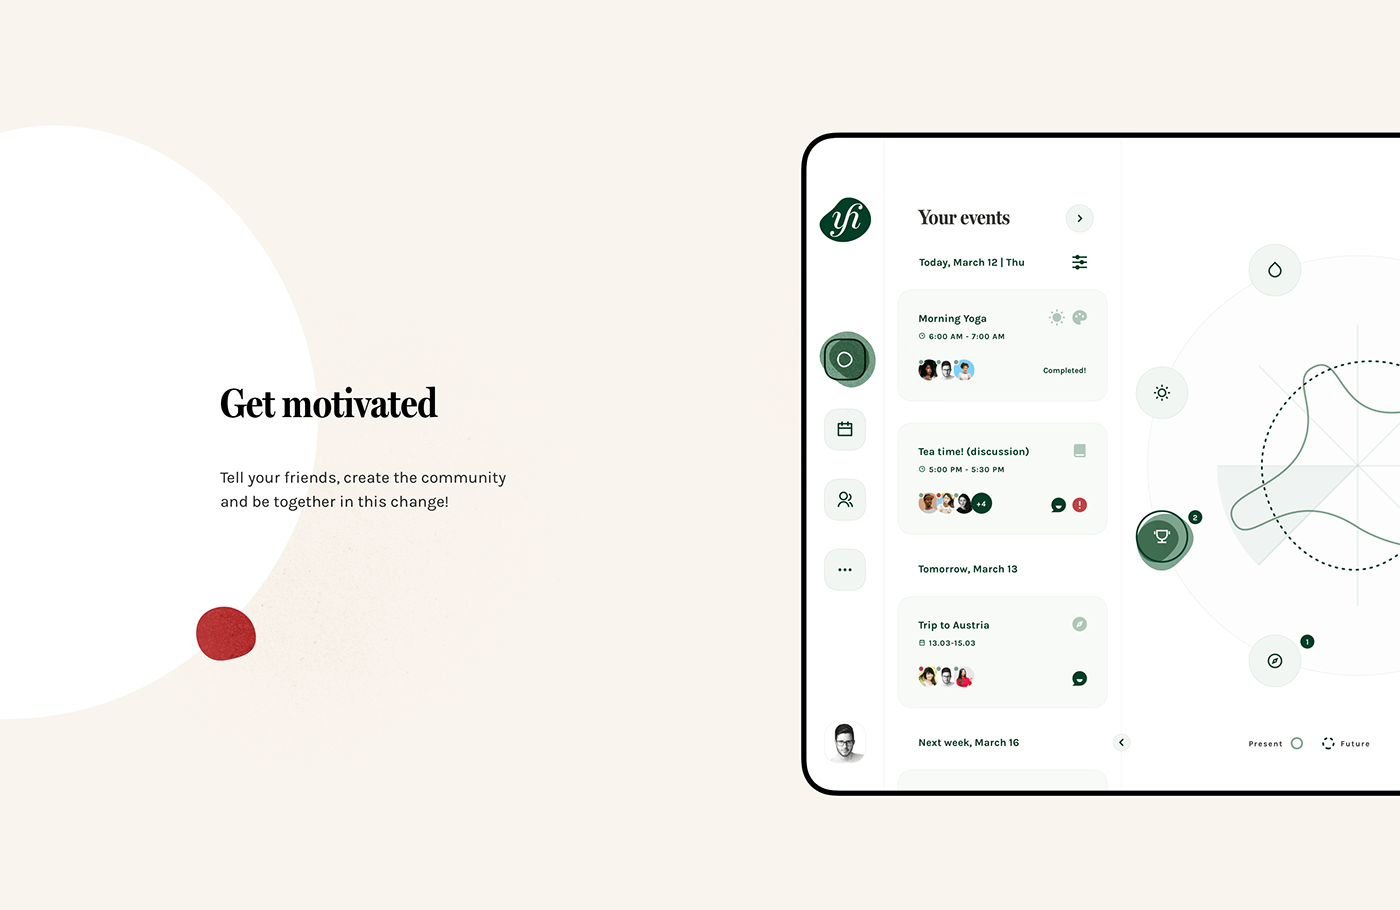 Get motivated
Tell your friends, create the community
and be together in this change!
yh
Your events
Today, March 12 | Thu
Morning Yoga
6:00 AM - 7:00 AM
Completed!
Tea time! (discussion)
5:00 PM - 5:30 PM
+4
Tomorrow, March 13
Trip to Austria
13.03-15.03
Next week, March 16
2
1
Present
Future